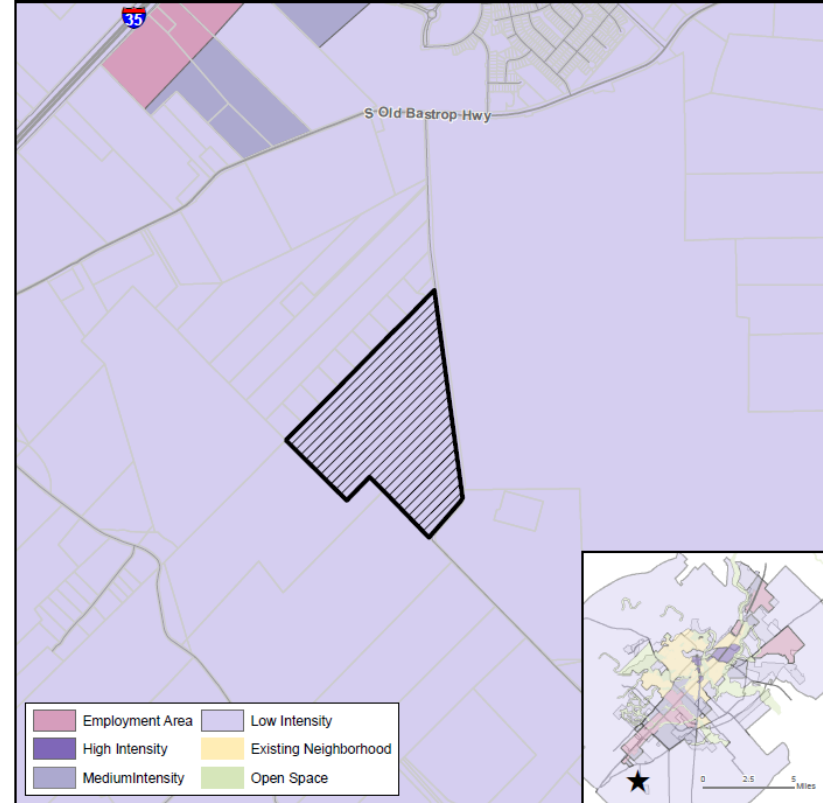 35
S Old Bastrop Hwy
Employment Area
Low Intensity
High Intensity
Existing Neighborhood
MediumIntensity
Open Space
0 2.5 5
Miles